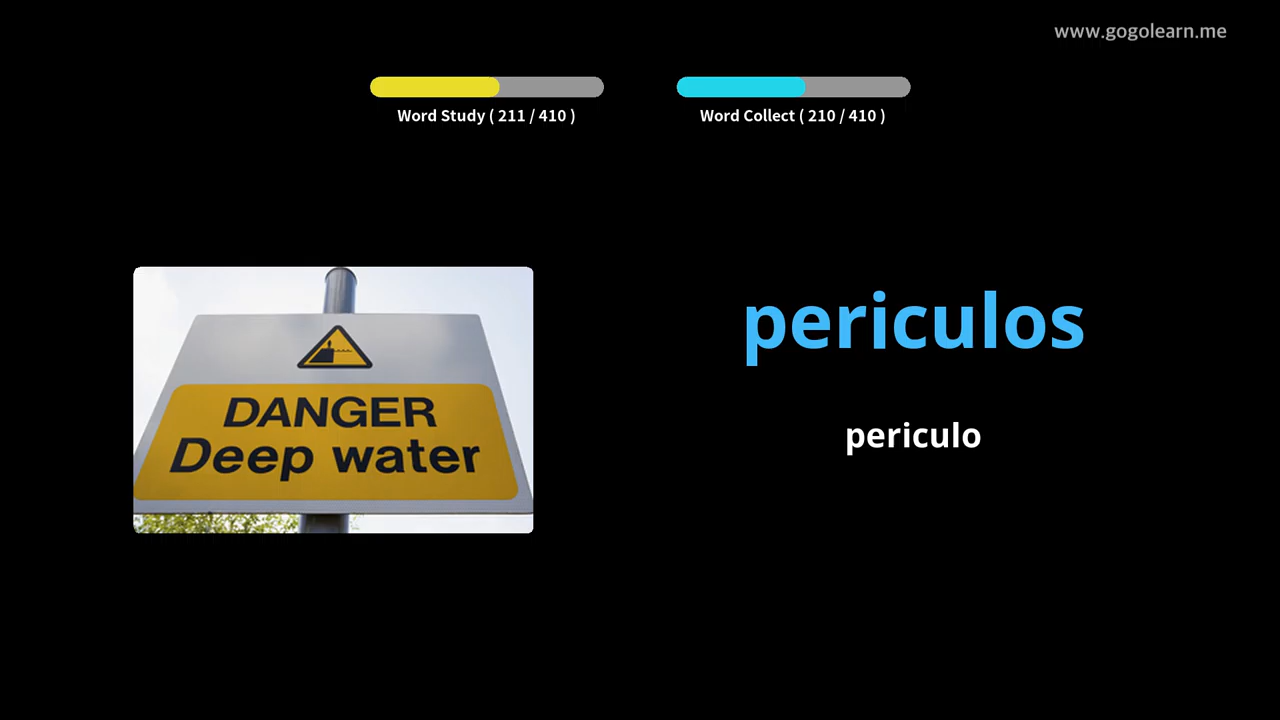 www.gogolearn.me
Word Study ( 211 / 410 )
Word Collect ( 210 / 410 )
DANGER
Deep water
periculos
periculo